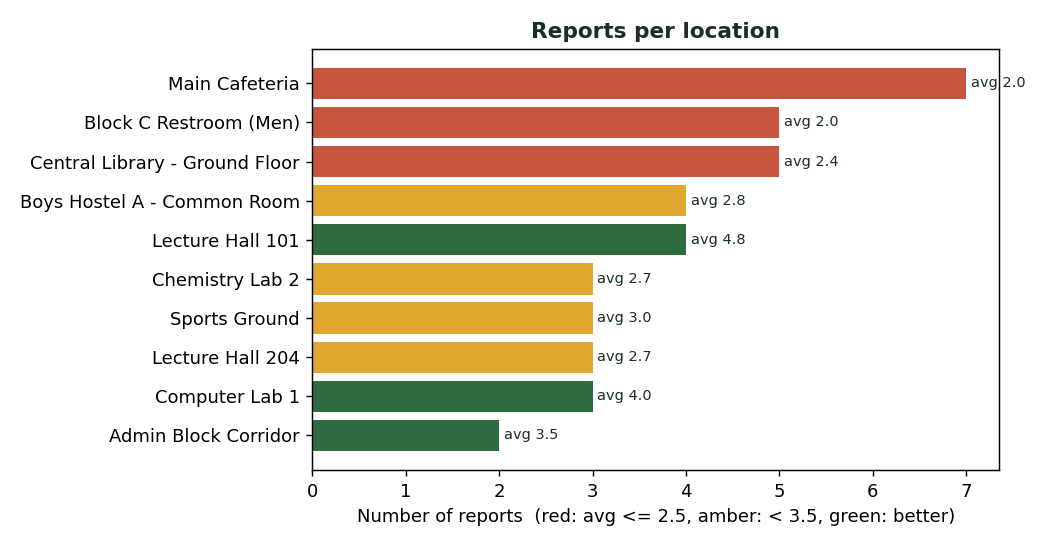 Reports per location
Main Cafeteria avg 2.0
Block C Restroom (Men) avg 2.0
Central Library - Ground Floor avg 2.4
Boys Hostel A - Common Room avg 2.8
Lecture Hall 101 avg 4.8
Chemistry Lab 2 avg 2.7
Sports Ground avg 3.0
Lecture Hall 204 avg 2.7
Computer Lab 1 avg 4.0
Admin Block Corridor avg 3.5
0 1 2 3 4 5 6 7
Number of reports (red: avg <= 2.5, amber: < 3.5, green: better)